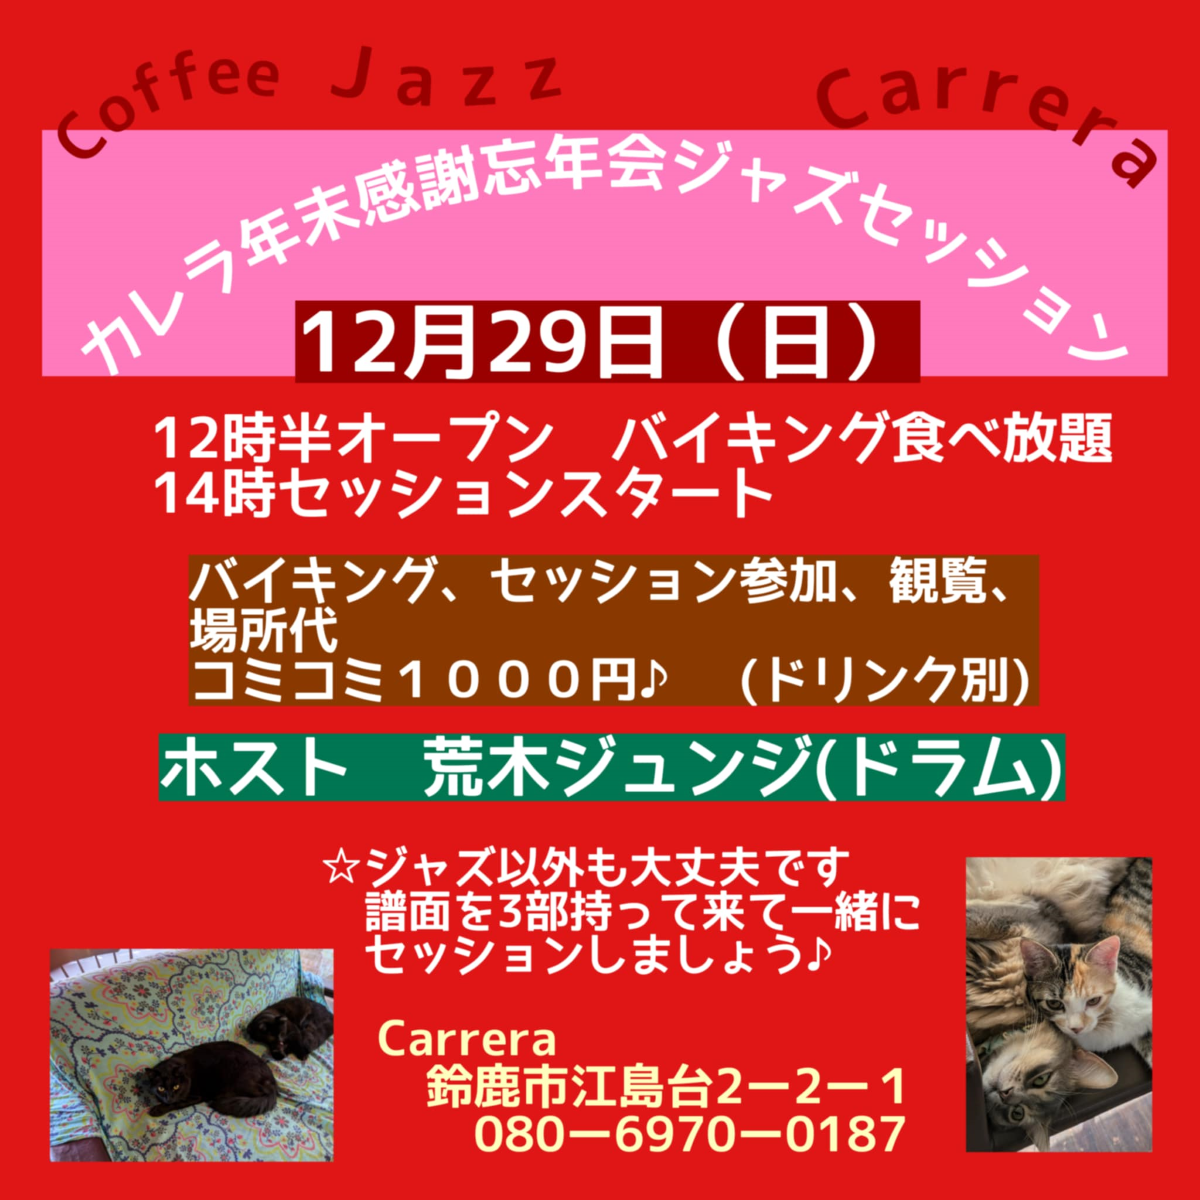 Coffee Jazz　Carrera
カレラ年末感謝忘年会ジャズセッション
12月29日（日）
12時半オープン　バイキング食べ放題
14時セッションスタート
バイキング、セッション参加、観覧、
場所代
コミコミ１０００円♪　(ドリンク別)
ホスト　荒木ジュンジ(ドラム)
☆ジャズ以外も大丈夫です
譜面を3部持って来て一緒に
セッションしましょう♪
Carrera
鈴鹿市江島台2ー2ー１
080ー6970ー0187